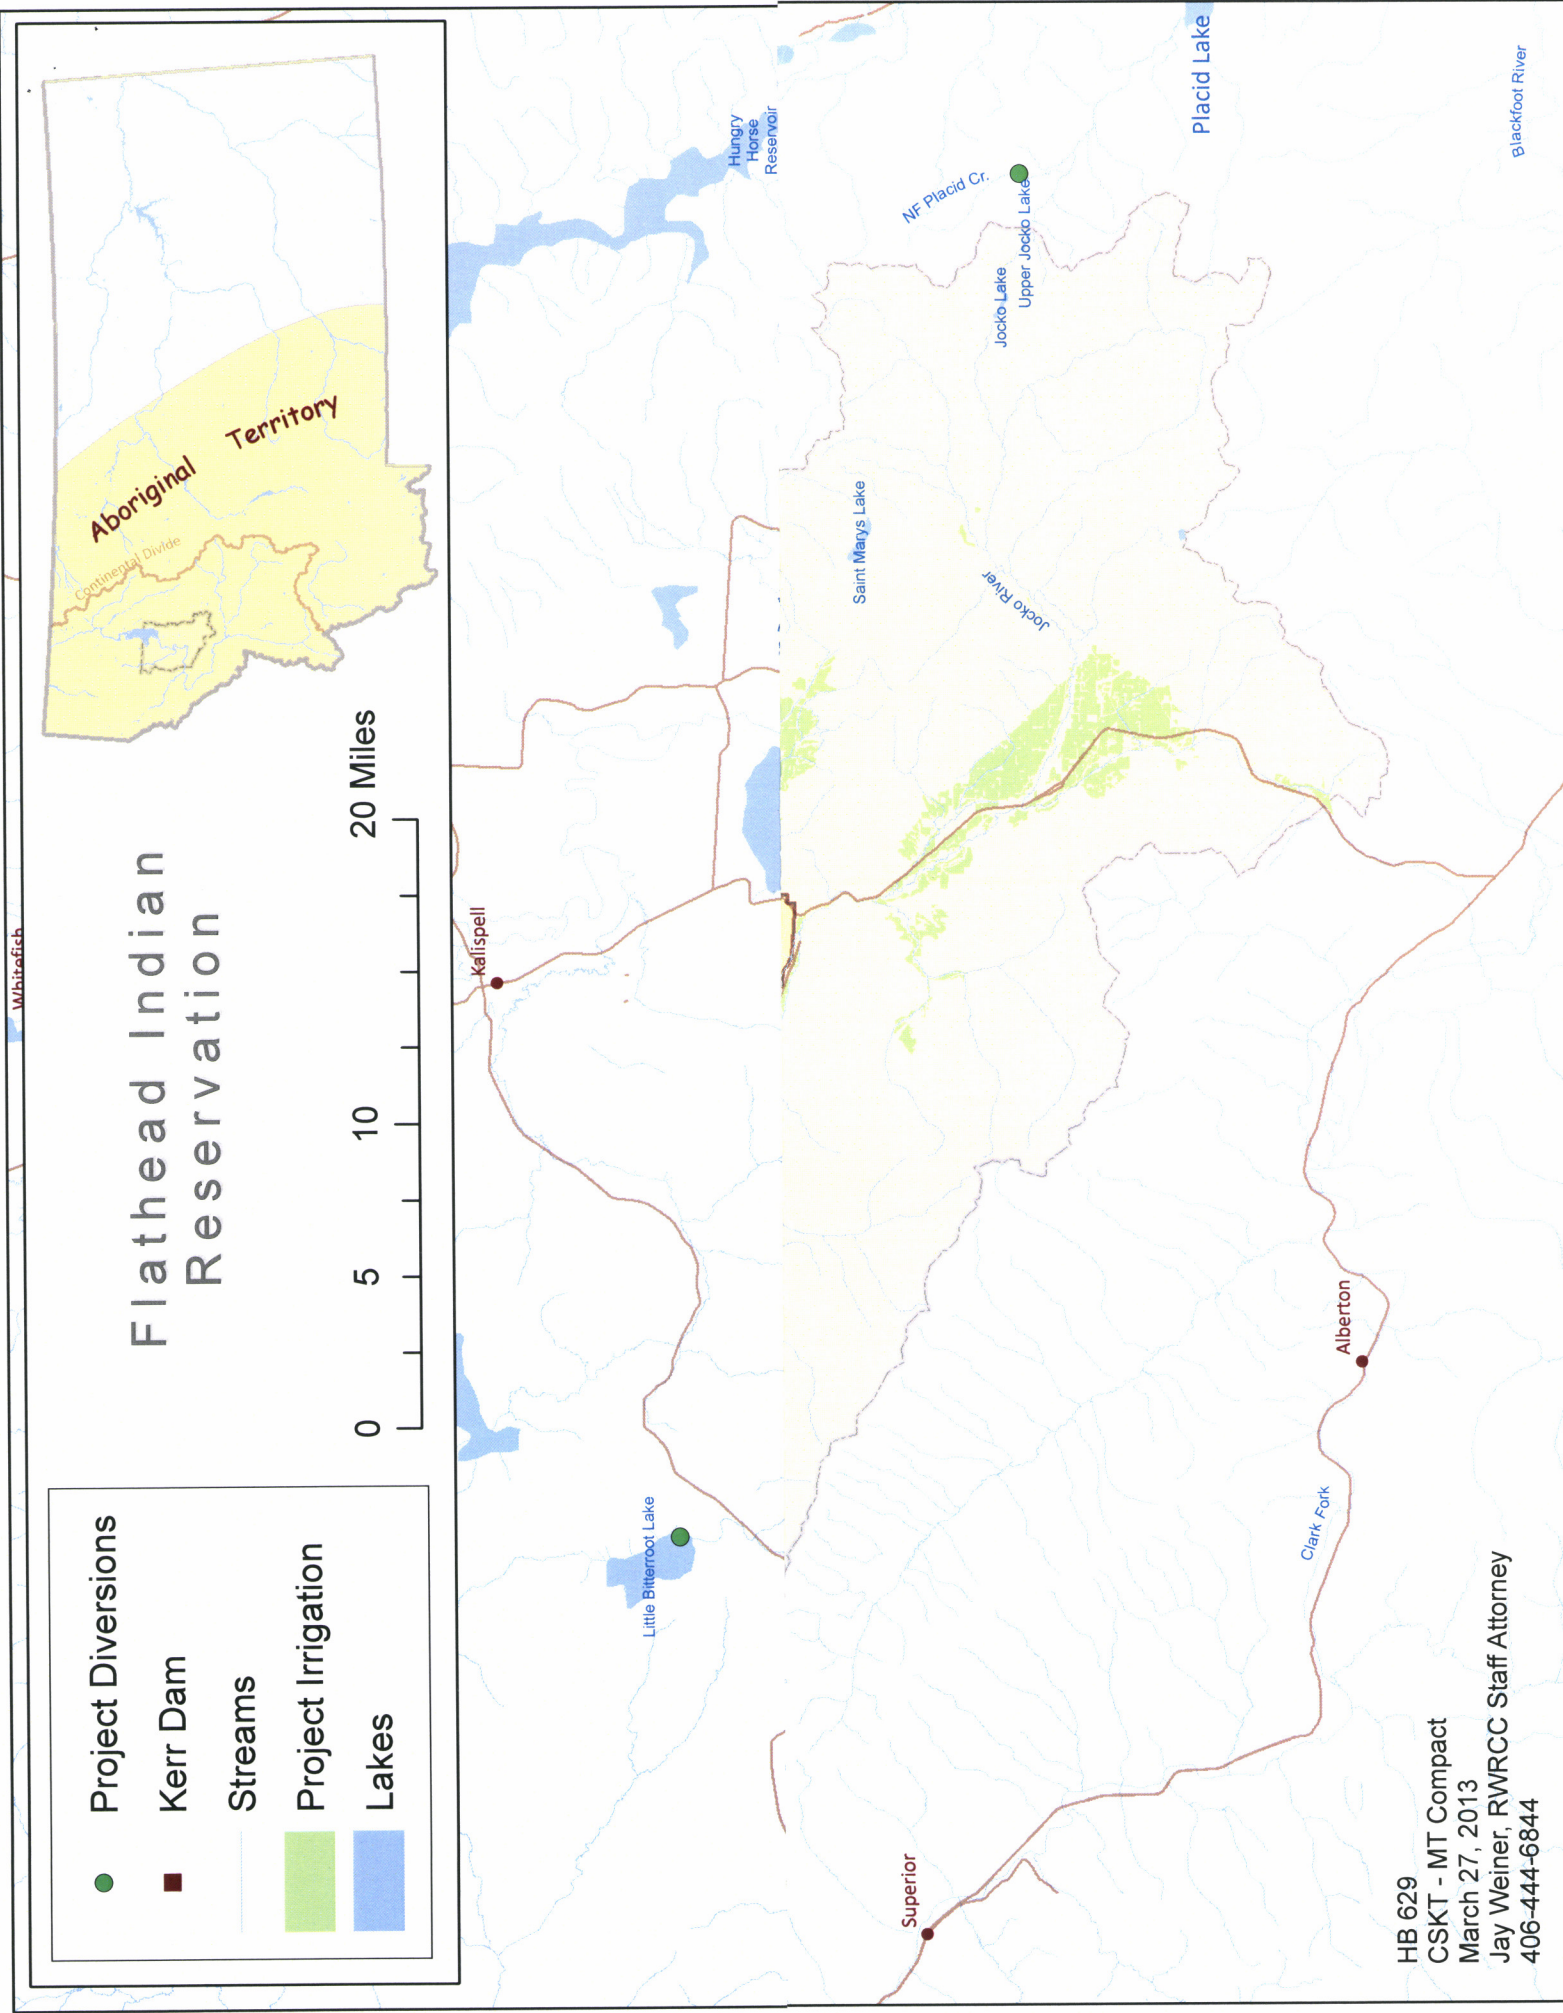 Whitefish
Flathead Indian
Reservation
Aboriginal Territory
Continental Divide
0 5 10 20 Miles
Project Diversions
Kerr Dam
Streams
Project Irrigation
Lakes
Kalispell
Hungry
Horse
Reservoir
Little Bitterroot Lake
Saint Marys Lake
NF Placid Cr.
Jocko Lake
Upper Jocko Lake
Placid Lake
Jocko River
Blackfoot River
Superior
Alberton
Clark Fork
HB 629
CSKT - MT Compact
March 27, 2013
Jay Weiner, RWRCC Staff Attorney
406-444-6844